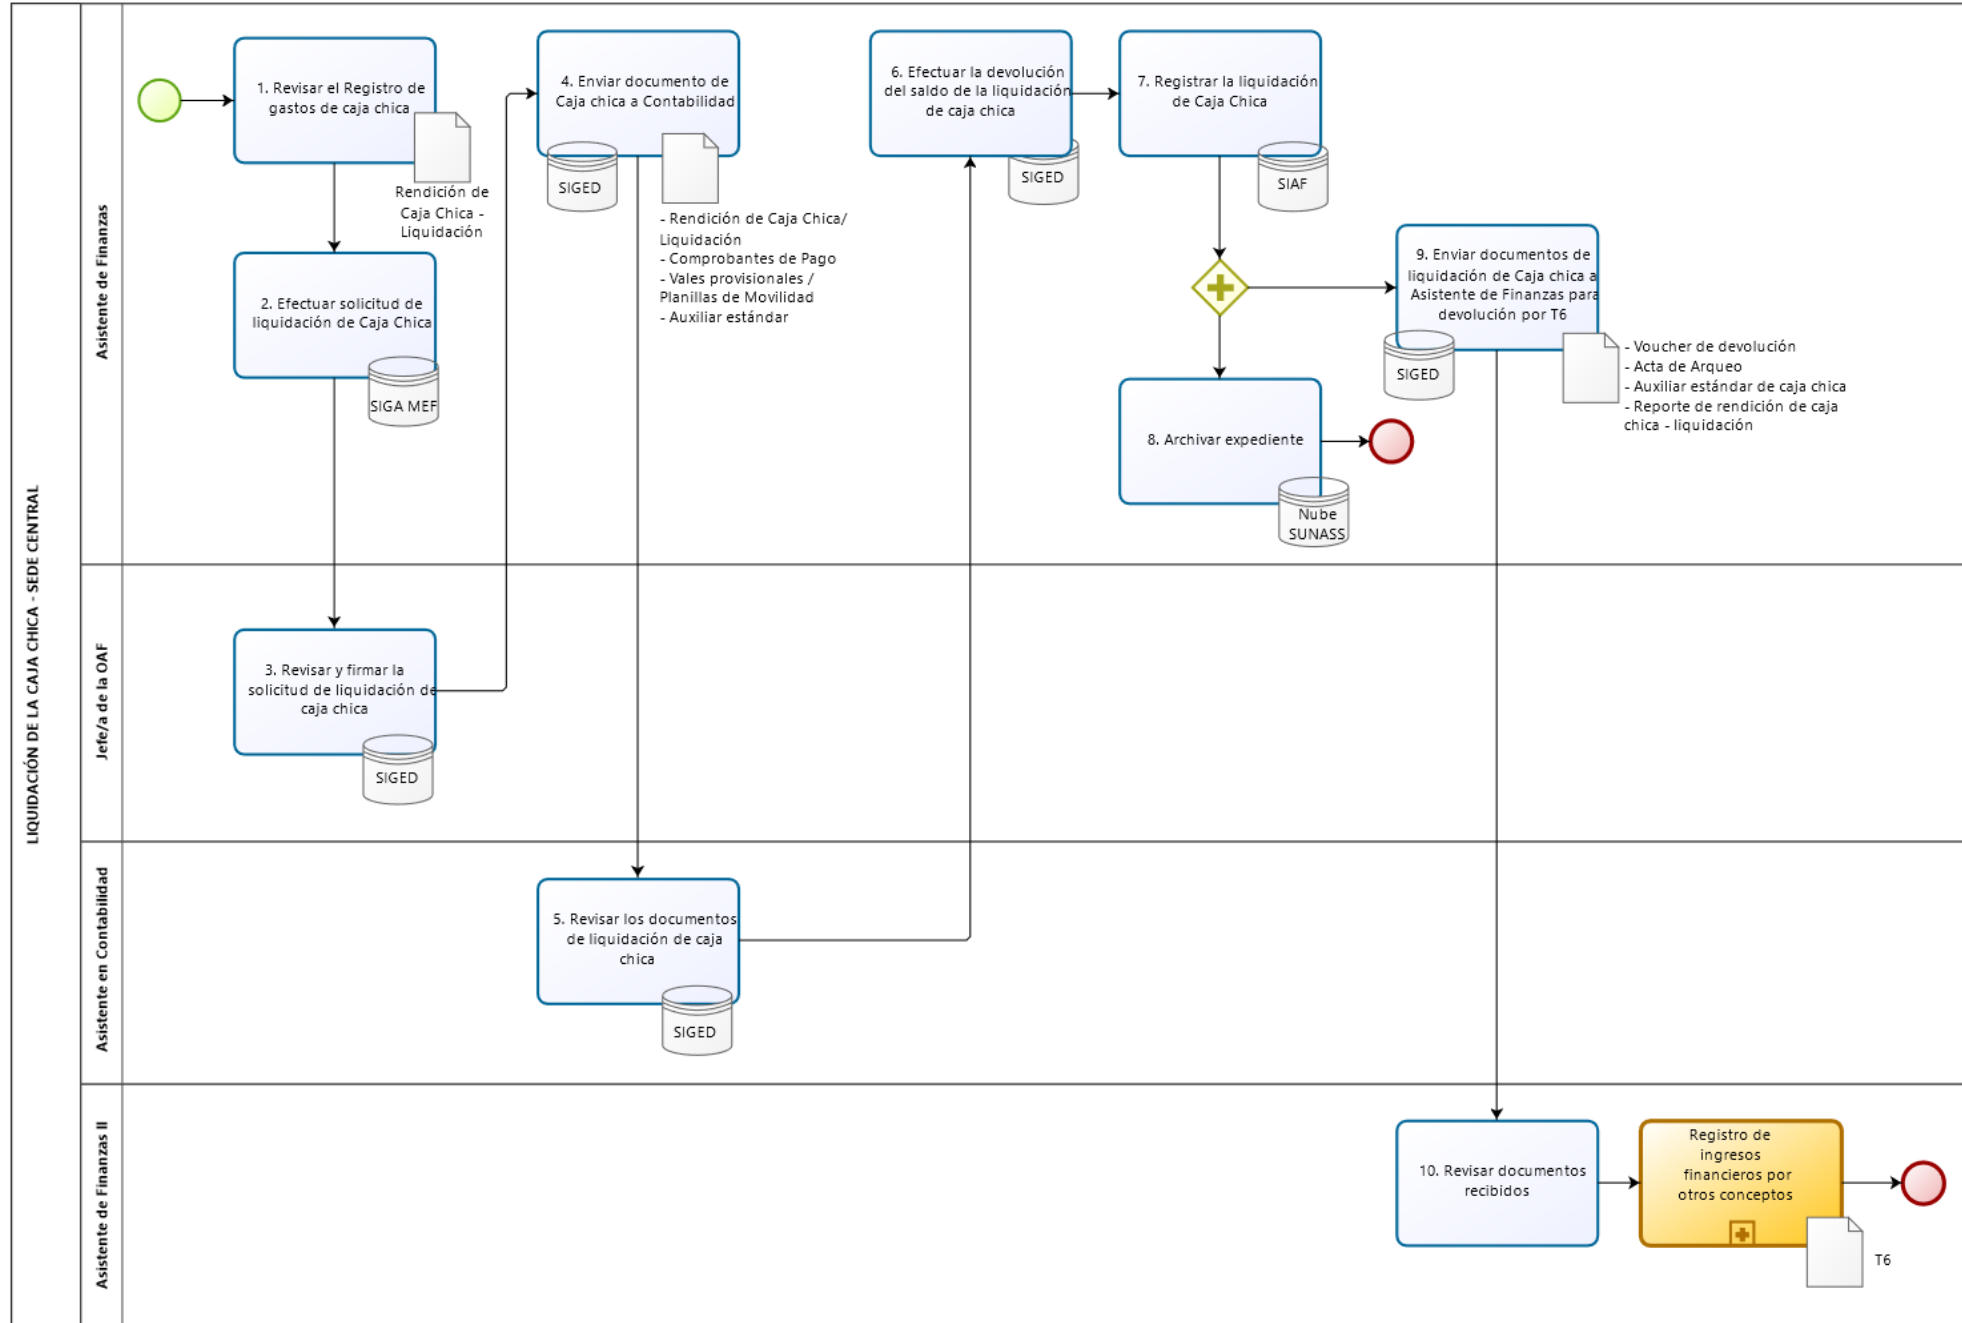 LIQUIDACIÓN DE LA CAJA CHICA - SEDE CENTRAL
Asistente de Finanzas
1. Revisar el Registro de
gastos de caja chica
Rendición de
Caja Chica -
Liquidación
2. Efectuar solicitud de
liquidación de Caja Chica
SIGA MEF
4. Enviar documento de
Caja chica a Contabilidad
SIGED
- Rendición de Caja Chica/
Liquidación
- Comprobantes de Pago
- Vales provisionales /
Planillas de Movilidad
- Auxiliar estándar
6. Efectuar la devolución
del saldo de la liquidación
de caja chica
SIGED
7. Registrar la liquidación
de Caja Chica
SIAF
9. Enviar documentos de
liquidación de Caja chica a
Asistente de Finanzas para
devolución por T6
SIGED
- Voucher de devolución
- Acta de Arqueo
- Auxiliar estándar de caja chica
- Reporte de rendición de caja
chica - liquidación
8. Archivar expediente
Nube
SUNASS
Jefe/a de la OAF
3. Revisar y firmar la
solicitud de liquidación de
caja chica
SIGED
Asistente en Contabilidad
5. Revisar los documentos
de liquidación de caja
chica
SIGED
Asistente de Finanzas II
10. Revisar documentos
recibidos
Registro de
ingresos
financieros por
otros conceptos
T6